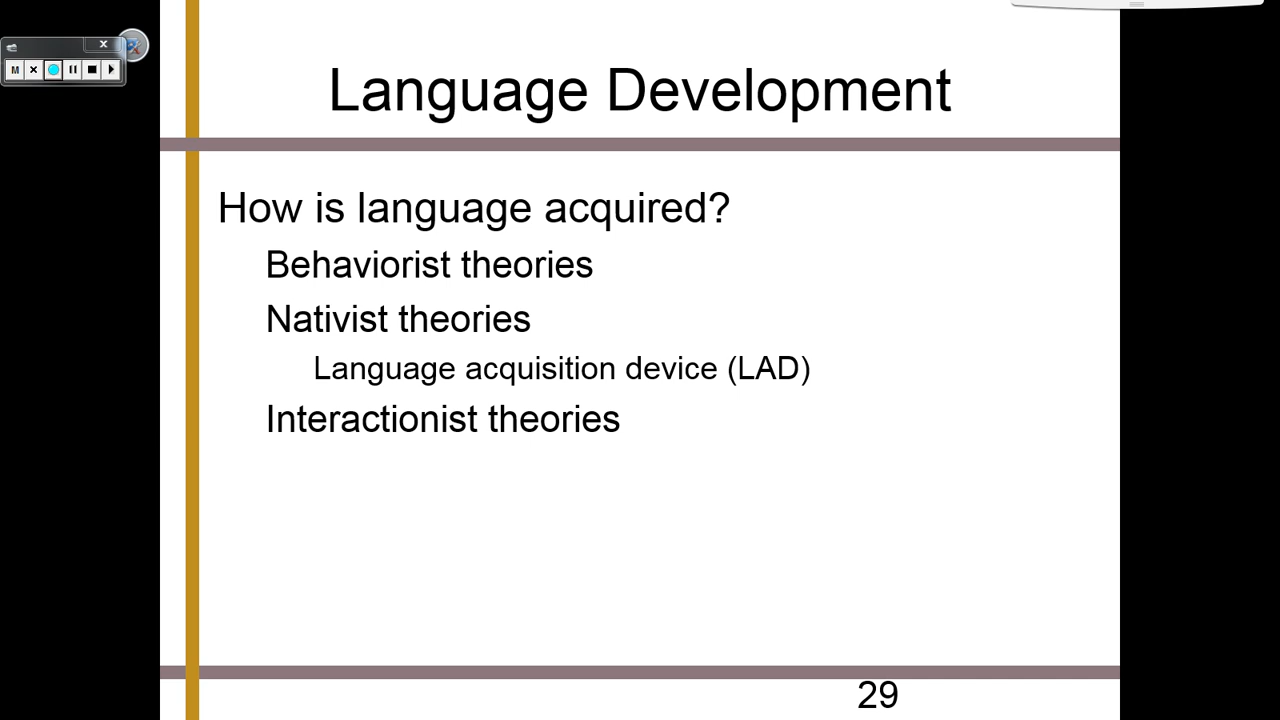 M
Language Development
How is language acquired?
Behaviorist theories
Nativist theories
Language acquisition device (LAD)
Interactionist theories
29